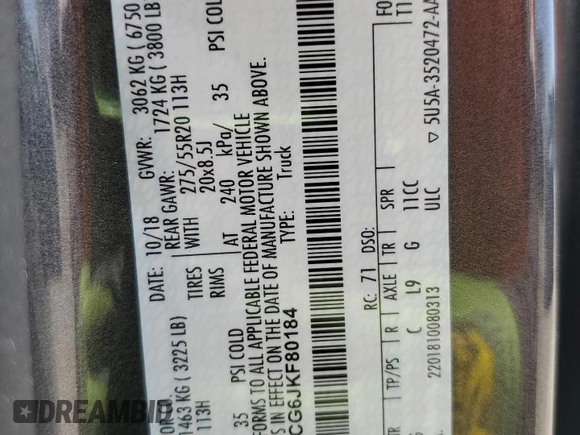 DATE: 10/18 GVWR: 3062 KG ( 6750
1463 KG ( 3225 LB) REAR GAWR: 1724 KG ( 3800 LB
113H TIRES WITH 275/55R20 113H
RIMS 20x8.5J
35 PSI COLD AT 240 kPa/ 35 PSI COL
FORMS TO ALL APPLICABLE FEDERAL MOTOR VEHICLE
S IN EFFECT ON THE DATE OF MANUFACTURE SHOWN ABOVE.
CG6JKF80184 TYPE: Truck
RC: 71 DSO: FO
TP/PS R AXLE TR SPR
C L9 G 11CC
ULC
2201810080313 ▽ 5U5A-3520472-AA
DREAMBID